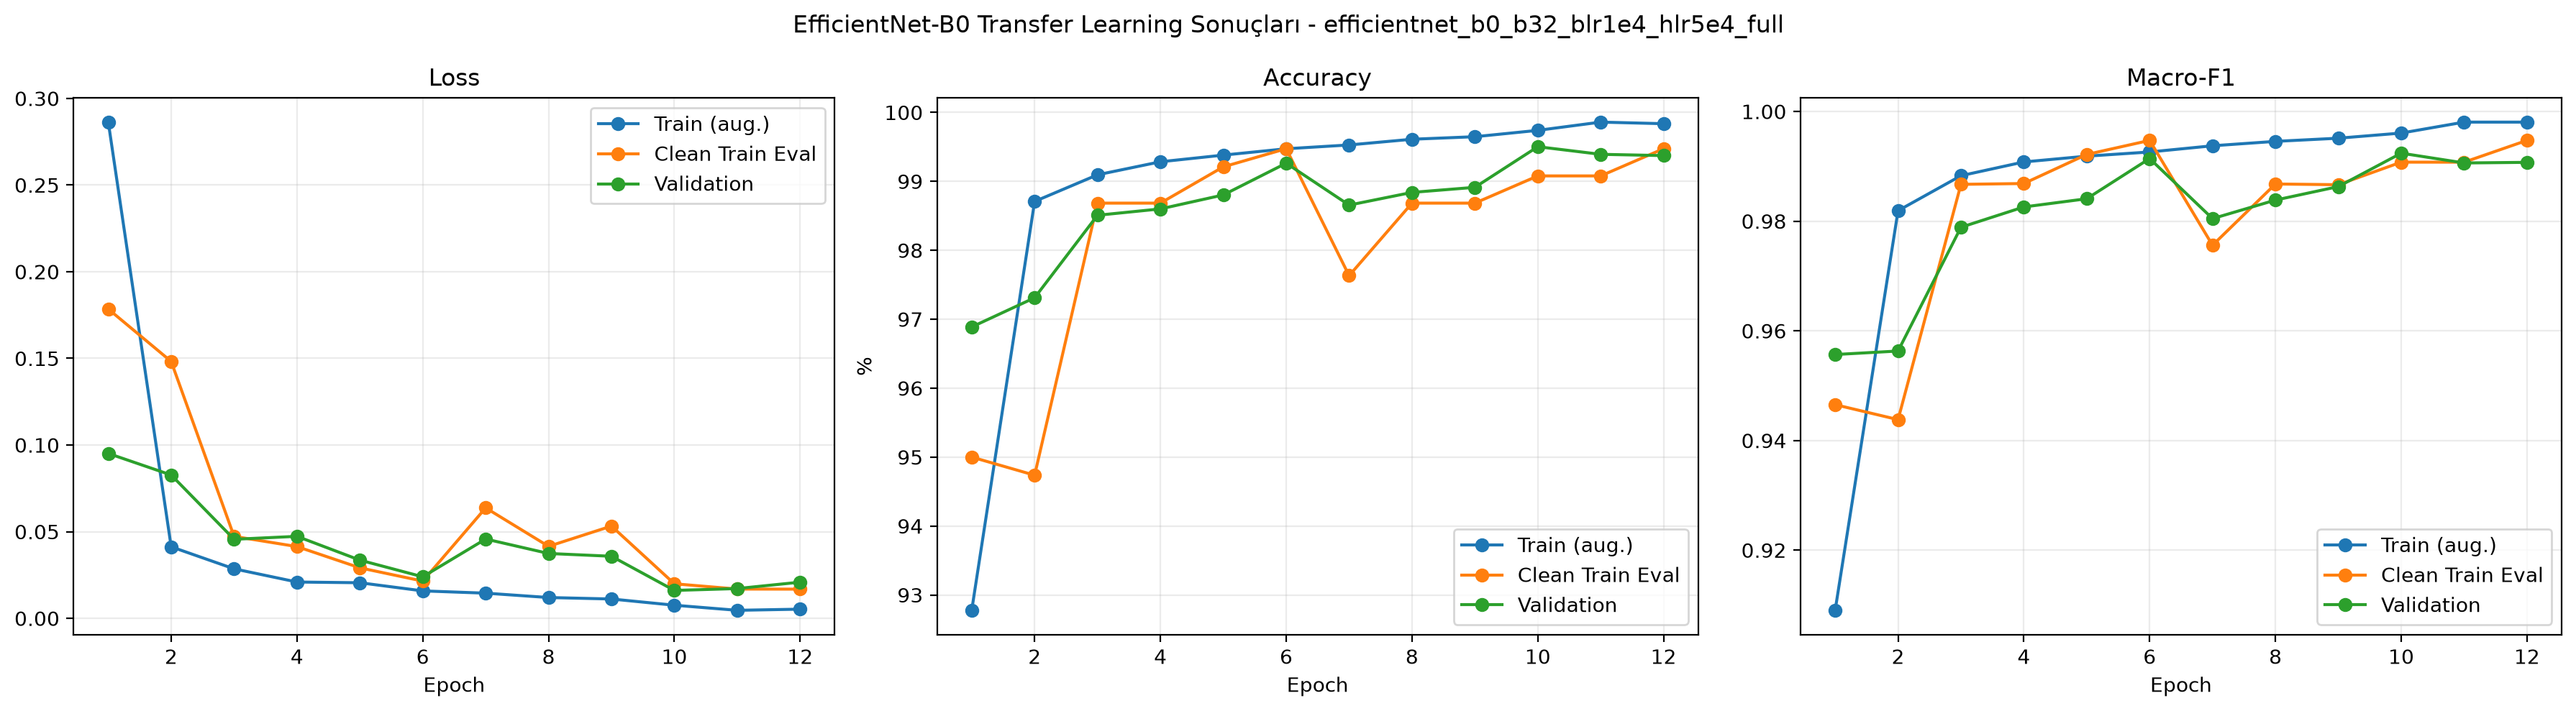 EfficientNet-B0 Transfer Learning Sonuçları - efficientnet_b0_b32_blr1e4_hlr5e4_full
Loss
0.30
0.25
0.20
0.15
0.10
0.05
0.00
2 4 6 8 10 12
Epoch
Train (aug.)
Clean Train Eval
Validation
Accuracy
%
100
99
98
97
96
95
94
93
2 4 6 8 10 12
Epoch
Train (aug.)
Clean Train Eval
Validation
Macro-F1
1.00
0.98
0.96
0.94
0.92
2 4 6 8 10 12
Epoch
Train (aug.)
Clean Train Eval
Validation